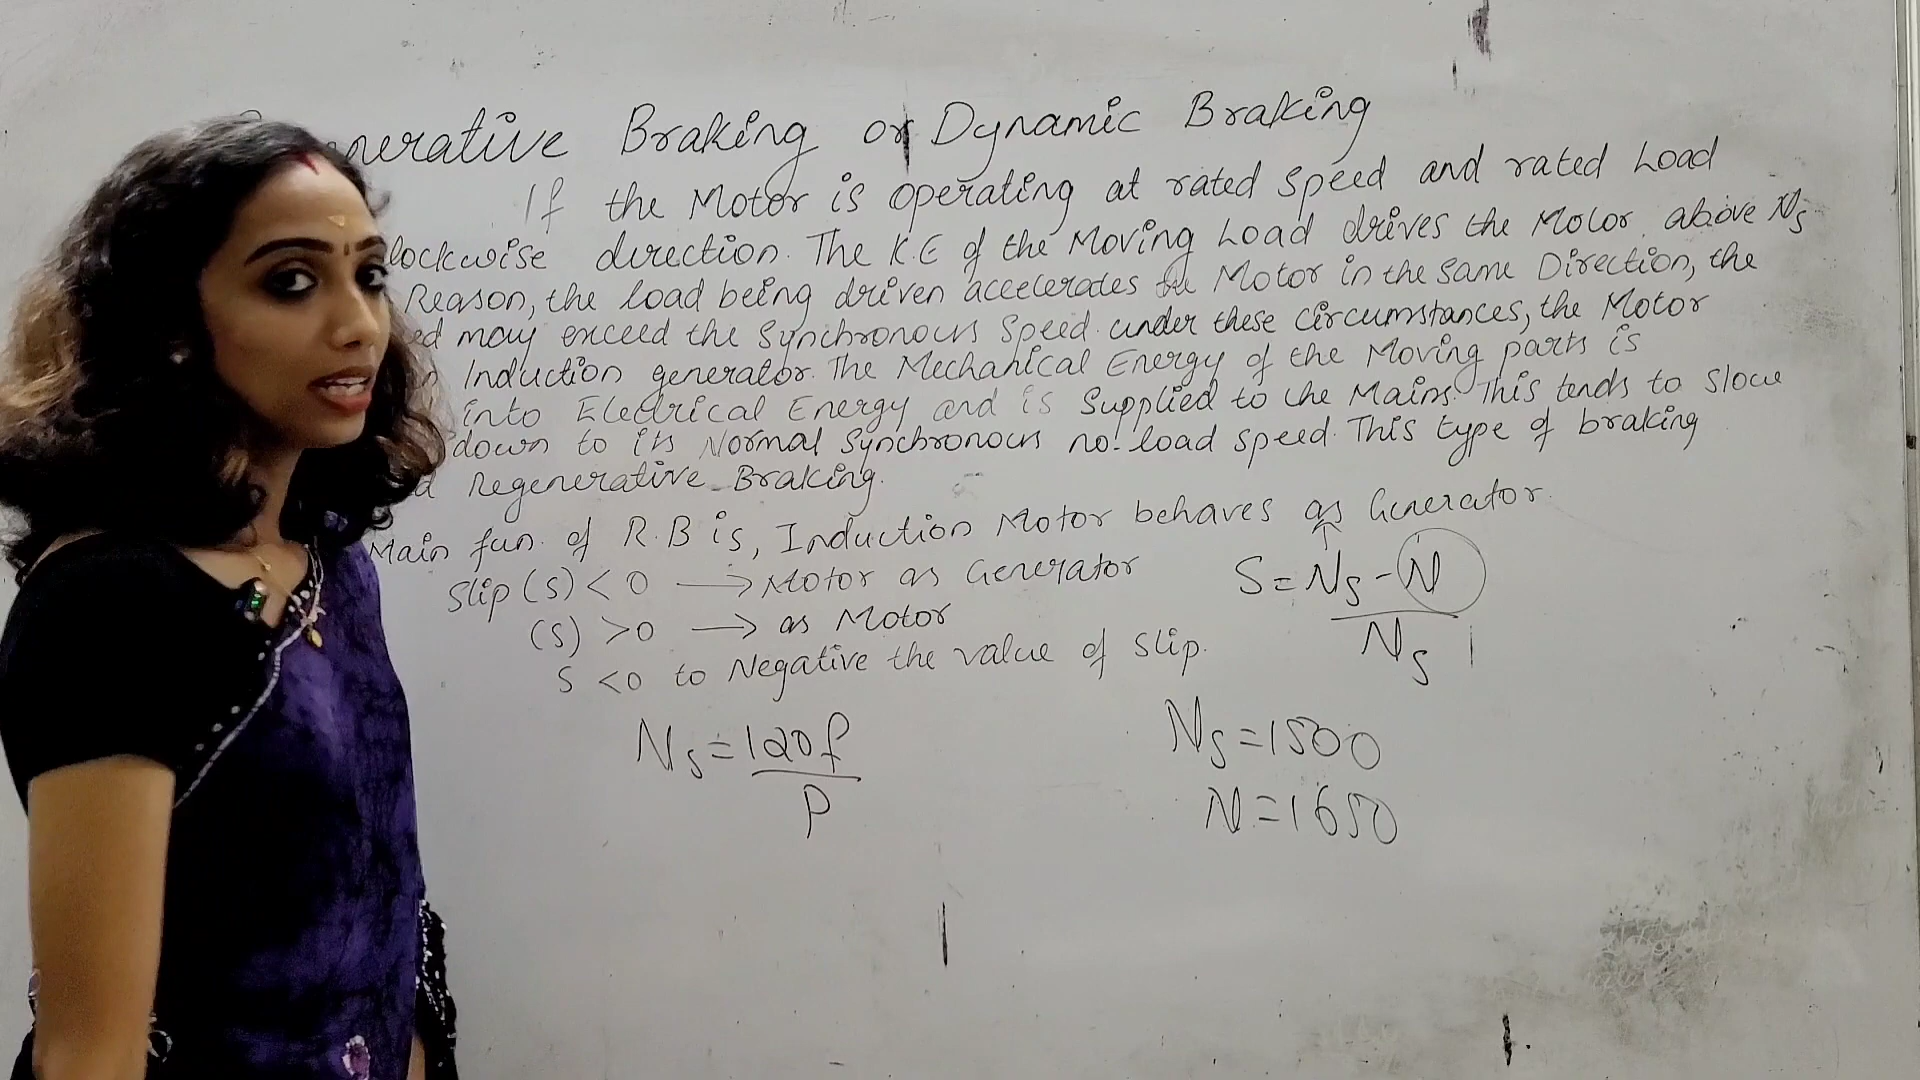 nerative Braking or Dynamic Braking
If the Motor is operating at rated speed and rated Load
lockwise direction. The K.E of the Moving Load drives the Motor above Ns
Reason, the load being driven accelerates the Motor in the Same Direction, the
ed may exceed the Synchronous Speed. under these circumstances, the Motor
n Induction generator. The Mechanical Energy of the Moving parts is
into Electrical Energy and is Supplied to the Mains. This tends to slow
down to its Normal Synchronous no. load speed. This type of braking
d Regenerative Braking.
Main fun. of R.B is, Induction Motor behaves as Generator.
Slip (s) < 0 → Motor as Generator
(s) > 0 → as Motor
S < 0 to Negative the value of slip.
S = Ns - N
Ns
Ns = 120f
P
Ns = 1500
N = 1650